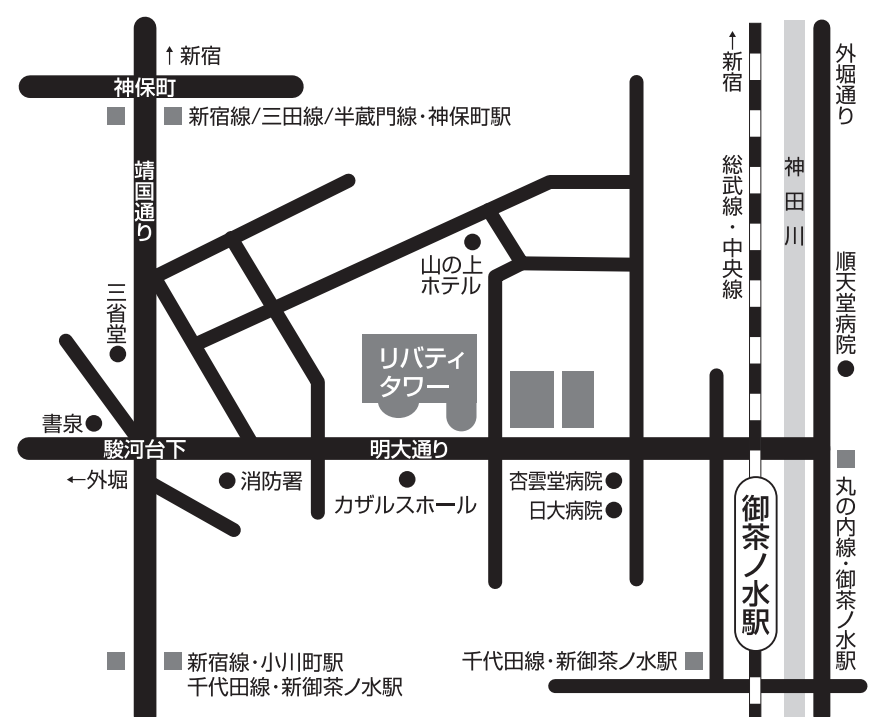 ↑新宿
神保町
新宿線/三田線/半蔵門線・神保町駅
靖国通り
三省堂
書泉
駿河台下
←外堀
消防署
明大通り
カザルスホール
山の上
ホテル
リバティ
タワー
杏雲堂病院
日大病院
新宿線・小川町駅
千代田線・新御茶ノ水駅
千代田線・新御茶ノ水駅
↑新宿
総武線・中央線
御茶ノ水駅
神田川
外堀通り
順天堂病院
丸の内線・御茶ノ水駅